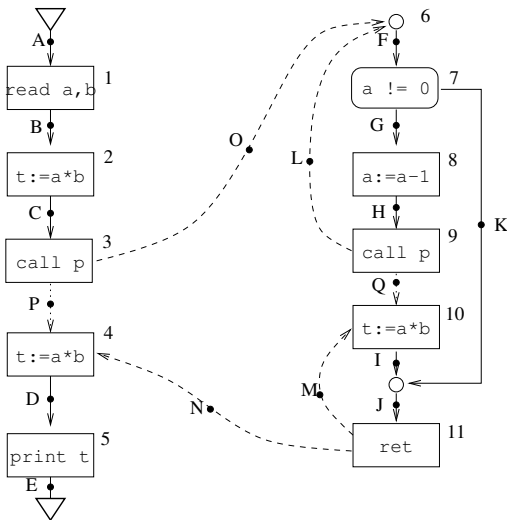 A
1
read a,b
B
2
t:=a*b
C
3
call p
P
4
t:=a*b
D
5
print t
E
O
L
N
M
6
F
7
a != 0
G
8
a:=a-1
H
K
9
call p
Q
10
t:=a*b
I
J
11
ret